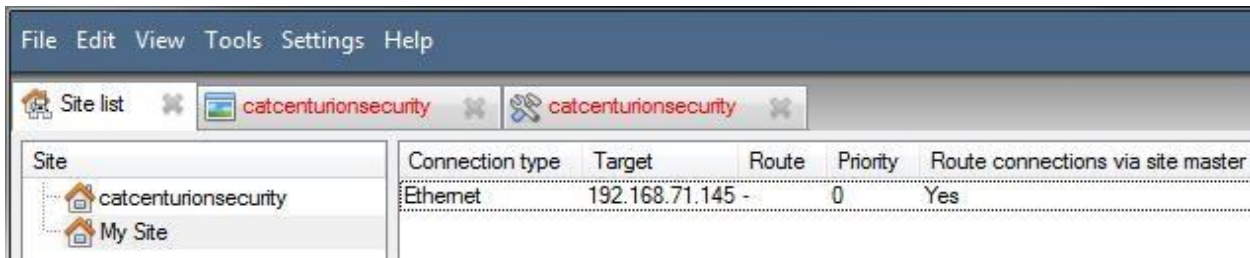 File Edit View Tools Settings Help
Site list catcenturionsecurity catcenturionsecurity
Site Connection type Target Route Priority Route connections via site master
catcenturionsecurity Ethernet 192.168.71.145 - 0 Yes
My Site